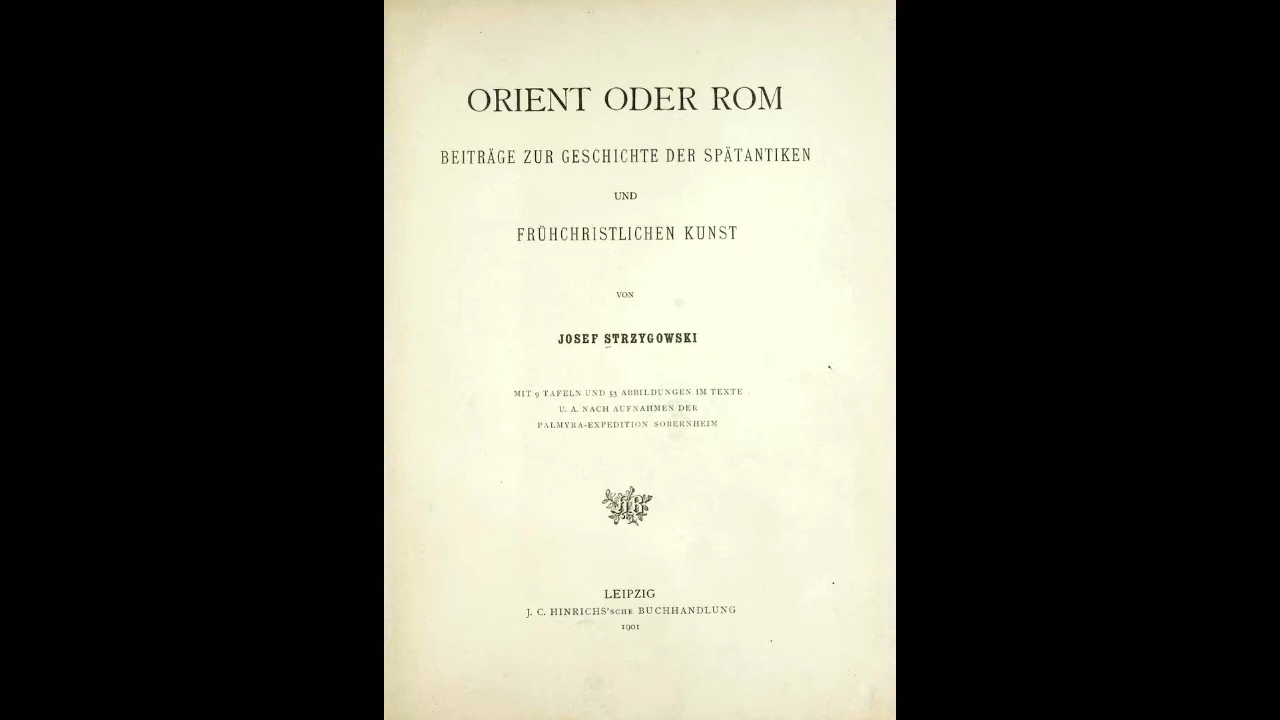 ORIENT ODER ROM
BEITRÄGE ZUR GESCHICHTE DER SPÄTANTIKEN
UND
FRÜHCHRISTLICHEN KUNST
VON
JOSEF STRZYGOWSKI
MIT 9 TAFELN UND 53 ABBILDUNGEN IM TEXTE
U. A. NACH AUFNAHMEN DER
PALMYRA-EXPEDITION SOBERNHEIM
LEIPZIG
J. C. HINRICHS'SCHE BUCHHANDLUNG
1901